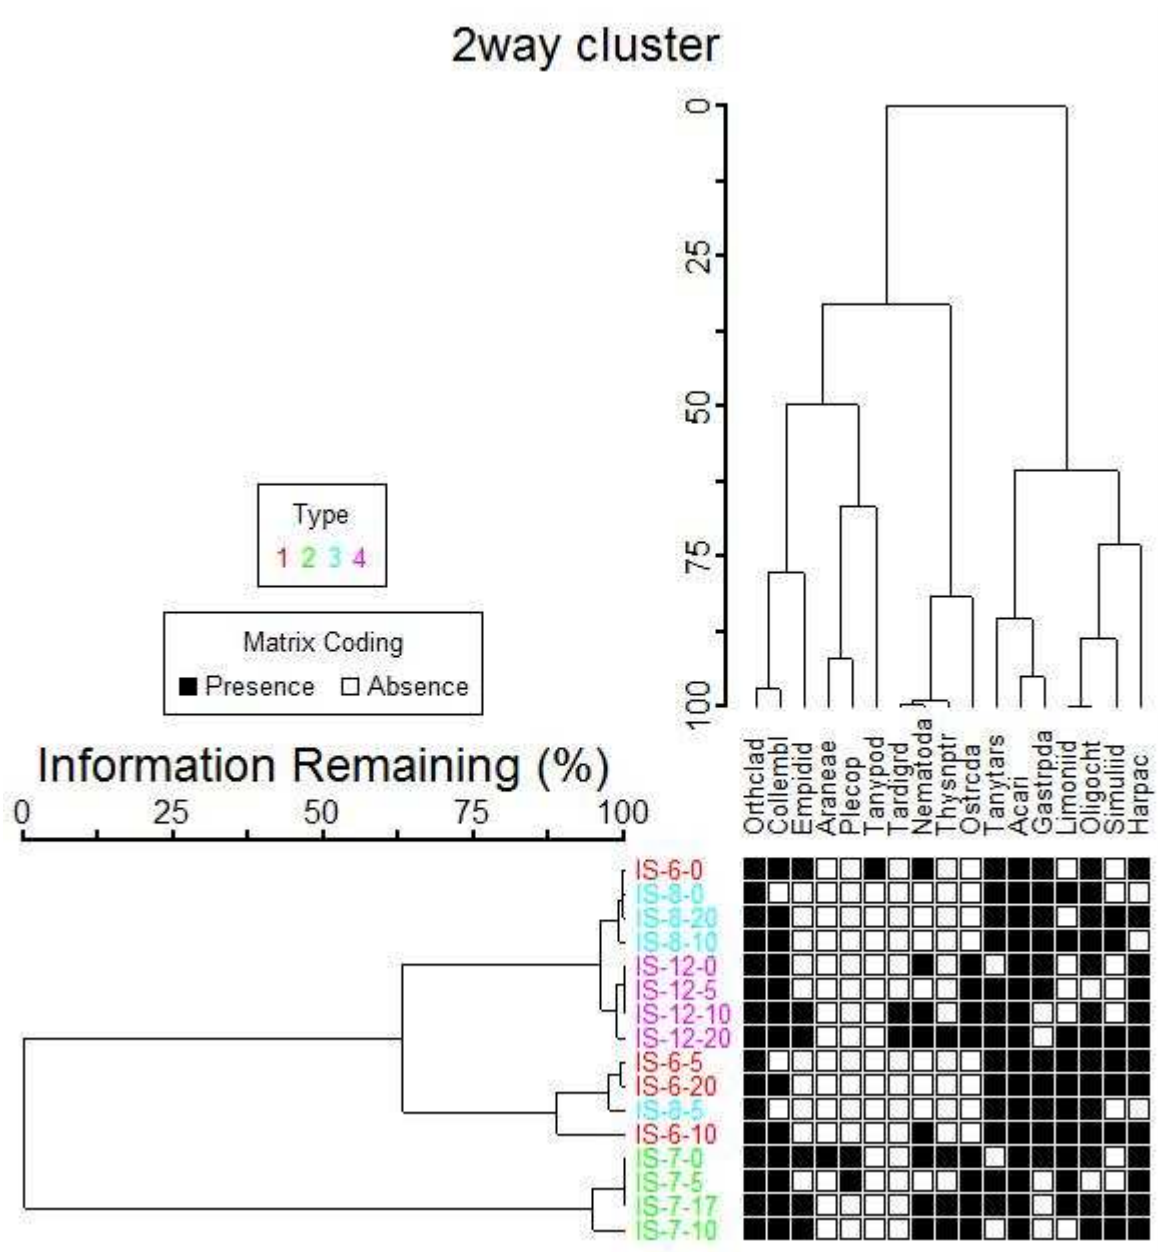 2way cluster
0
25
50
75
100
Type
1 2 3 4
Matrix Coding
Presence Absence
Information Remaining (%)
0 25 50 75 100
Orthclad
Collembl
Empidid
Araneae
Plecop
Tanypod
Tardigrd
Nematoda
Thysnptr
Ostrcda
Tanytars
Acari
Gastrpda
Limoniid
Oligocht
Simuliid
Harpac
IS-6-0
IS-8-0
IS-8-20
IS-8-10
IS-12-0
IS-12-5
IS-12-10
IS-12-20
IS-6-5
IS-6-20
IS-8-5
IS-6-10
IS-7-0
IS-7-5
IS-7-17
IS-7-10